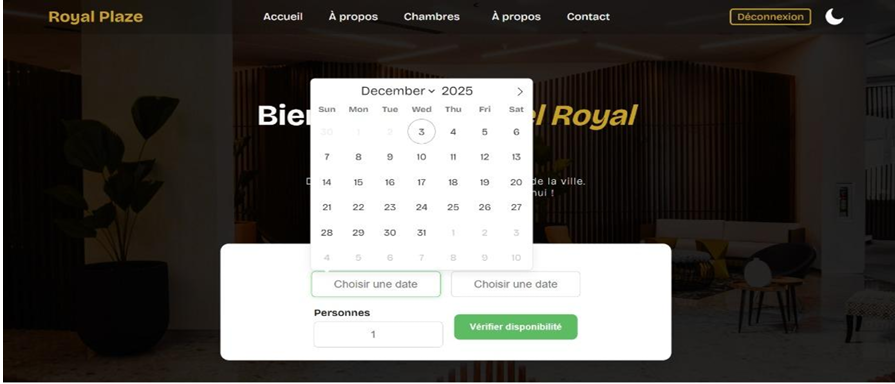 Royal Plaze Accueil À propos Chambres À propos Contact Déconnexion
December 2025
Sun Mon Tue Wed Thu Fri Sat
30 1 2 3 4 5 6
7 8 9 10 11 12 13
14 15 16 17 18 19 20
21 22 23 24 25 26 27
28 29 30 31 1 2 3
4 5 6 7 8 9 10
Royal
de la ville.
Choisir une date Choisir une date
Personnes
1 Vérifier disponibilité